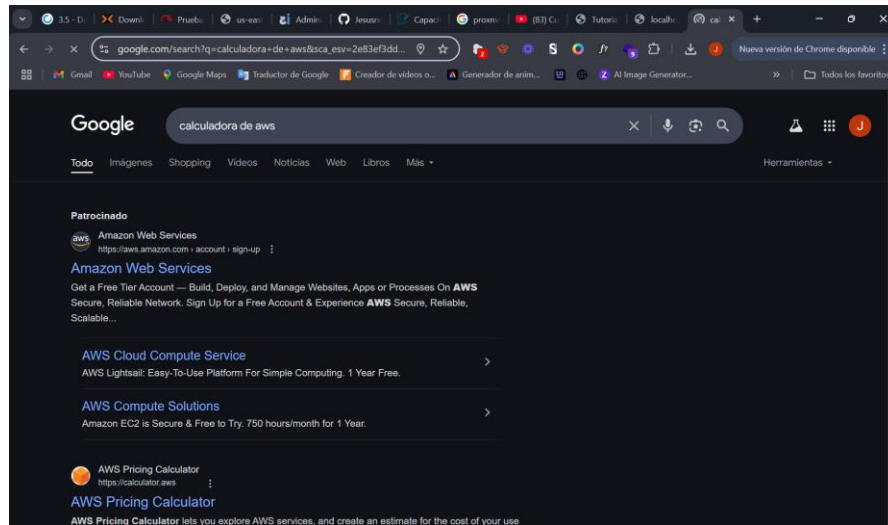 3.5 - D
Downl
Prueba
us-east
Admini
Jesusn
Capaci
proxmo
(83) Cu
Tutoria
localho
cal
google.com/search?q=calculadora+de+aws&sca_esv=2e83ef3dd...
Nueva versión de Chrome disponible
Gmail
YouTube
Google Maps
Traductor de Google
Creador de vídeos o...
Generador de anim...
AI Image Generator...
Todos los favoritos
Google
calculadora de aws
J
Todo
Imágenes
Shopping
Vídeos
Noticias
Web
Libros
Más
Herramientas
Patrocinado
aws
Amazon Web Services
https://aws.amazon.com › account › sign-up
Amazon Web Services
Get a Free Tier Account — Build, Deploy, and Manage Websites, Apps or Processes On AWS
Secure, Reliable Network. Sign Up for a Free Account & Experience AWS Secure, Reliable,
Scalable...
AWS Cloud Compute Service
AWS Lightsail: Easy-To-Use Platform For Simple Computing. 1 Year Free.
AWS Compute Solutions
Amazon EC2 is Secure & Free to Try. 750 hours/month for 1 Year.
AWS Pricing Calculator
https://calculator.aws
AWS Pricing Calculator
AWS Pricing Calculator lets you explore AWS services, and create an estimate for the cost of your use